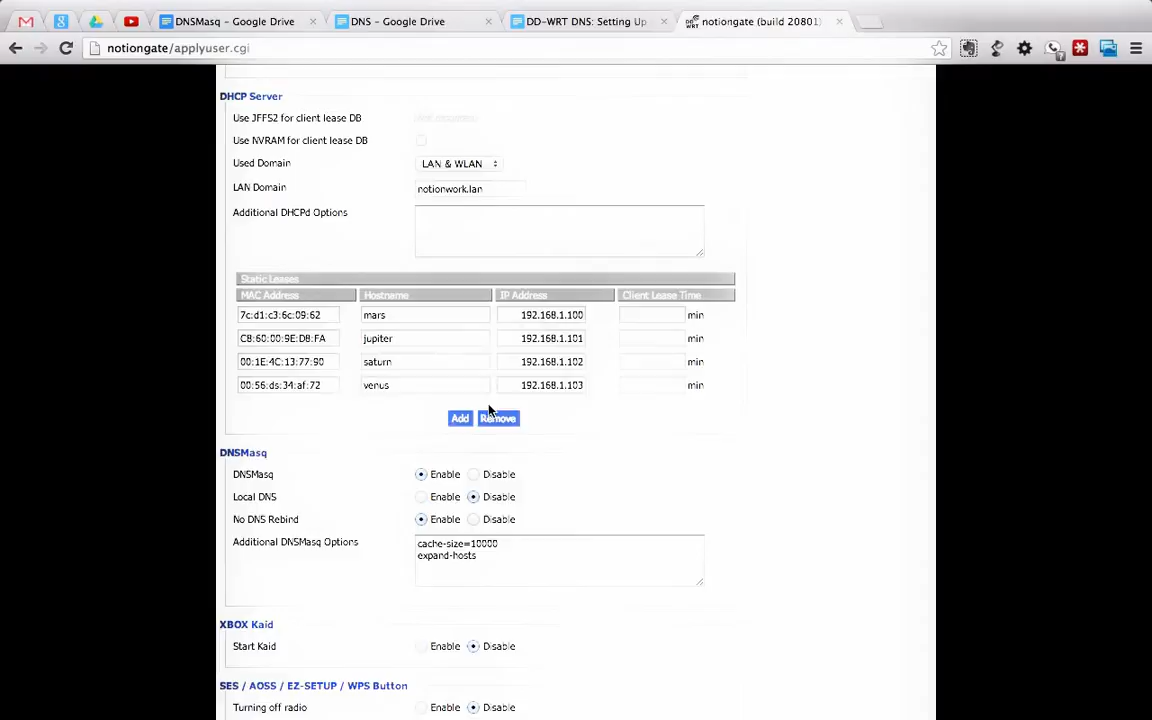 DNSMasq – Google Drive
DNS – Google Drive
DD-WRT DNS: Setting Up
notiongate (build 20801)
notiongate/applyuser.cgi
DHCP Server
Use JFFS2 for client lease DB
Use NVRAM for client lease DB
Used Domain LAN & WLAN
LAN Domain notionwork.lan
Additional DHCPd Options
Static Leases
MAC Address Hostname IP Address Client Lease Time
7c:d1:c3:6c:09:62 mars 192.168.1.100 min
C8:60:00:9E:D8:FA jupiter 192.168.1.101 min
00:1E:4C:13:77:90 saturn 192.168.1.102 min
00:56:ds:34:af:72 venus 192.168.1.103 min
Add Remove
DNSMasq
DNSMasq Enable Disable
Local DNS Enable Disable
No DNS Rebind Enable Disable
Additional DNSMasq Options
cache-size=10000
expand-hosts
XBOX Kaid
Start Kaid Enable Disable
SES / AOSS / EZ-SETUP / WPS Button
Turning off radio Enable Disable